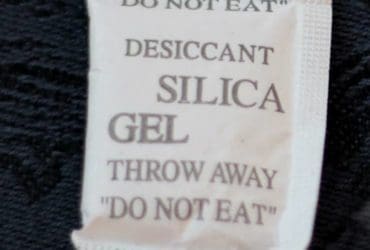 DO NOT EAT"
DESICCANT
SILICA
GEL
THROW AWAY
"DO NOT EAT"